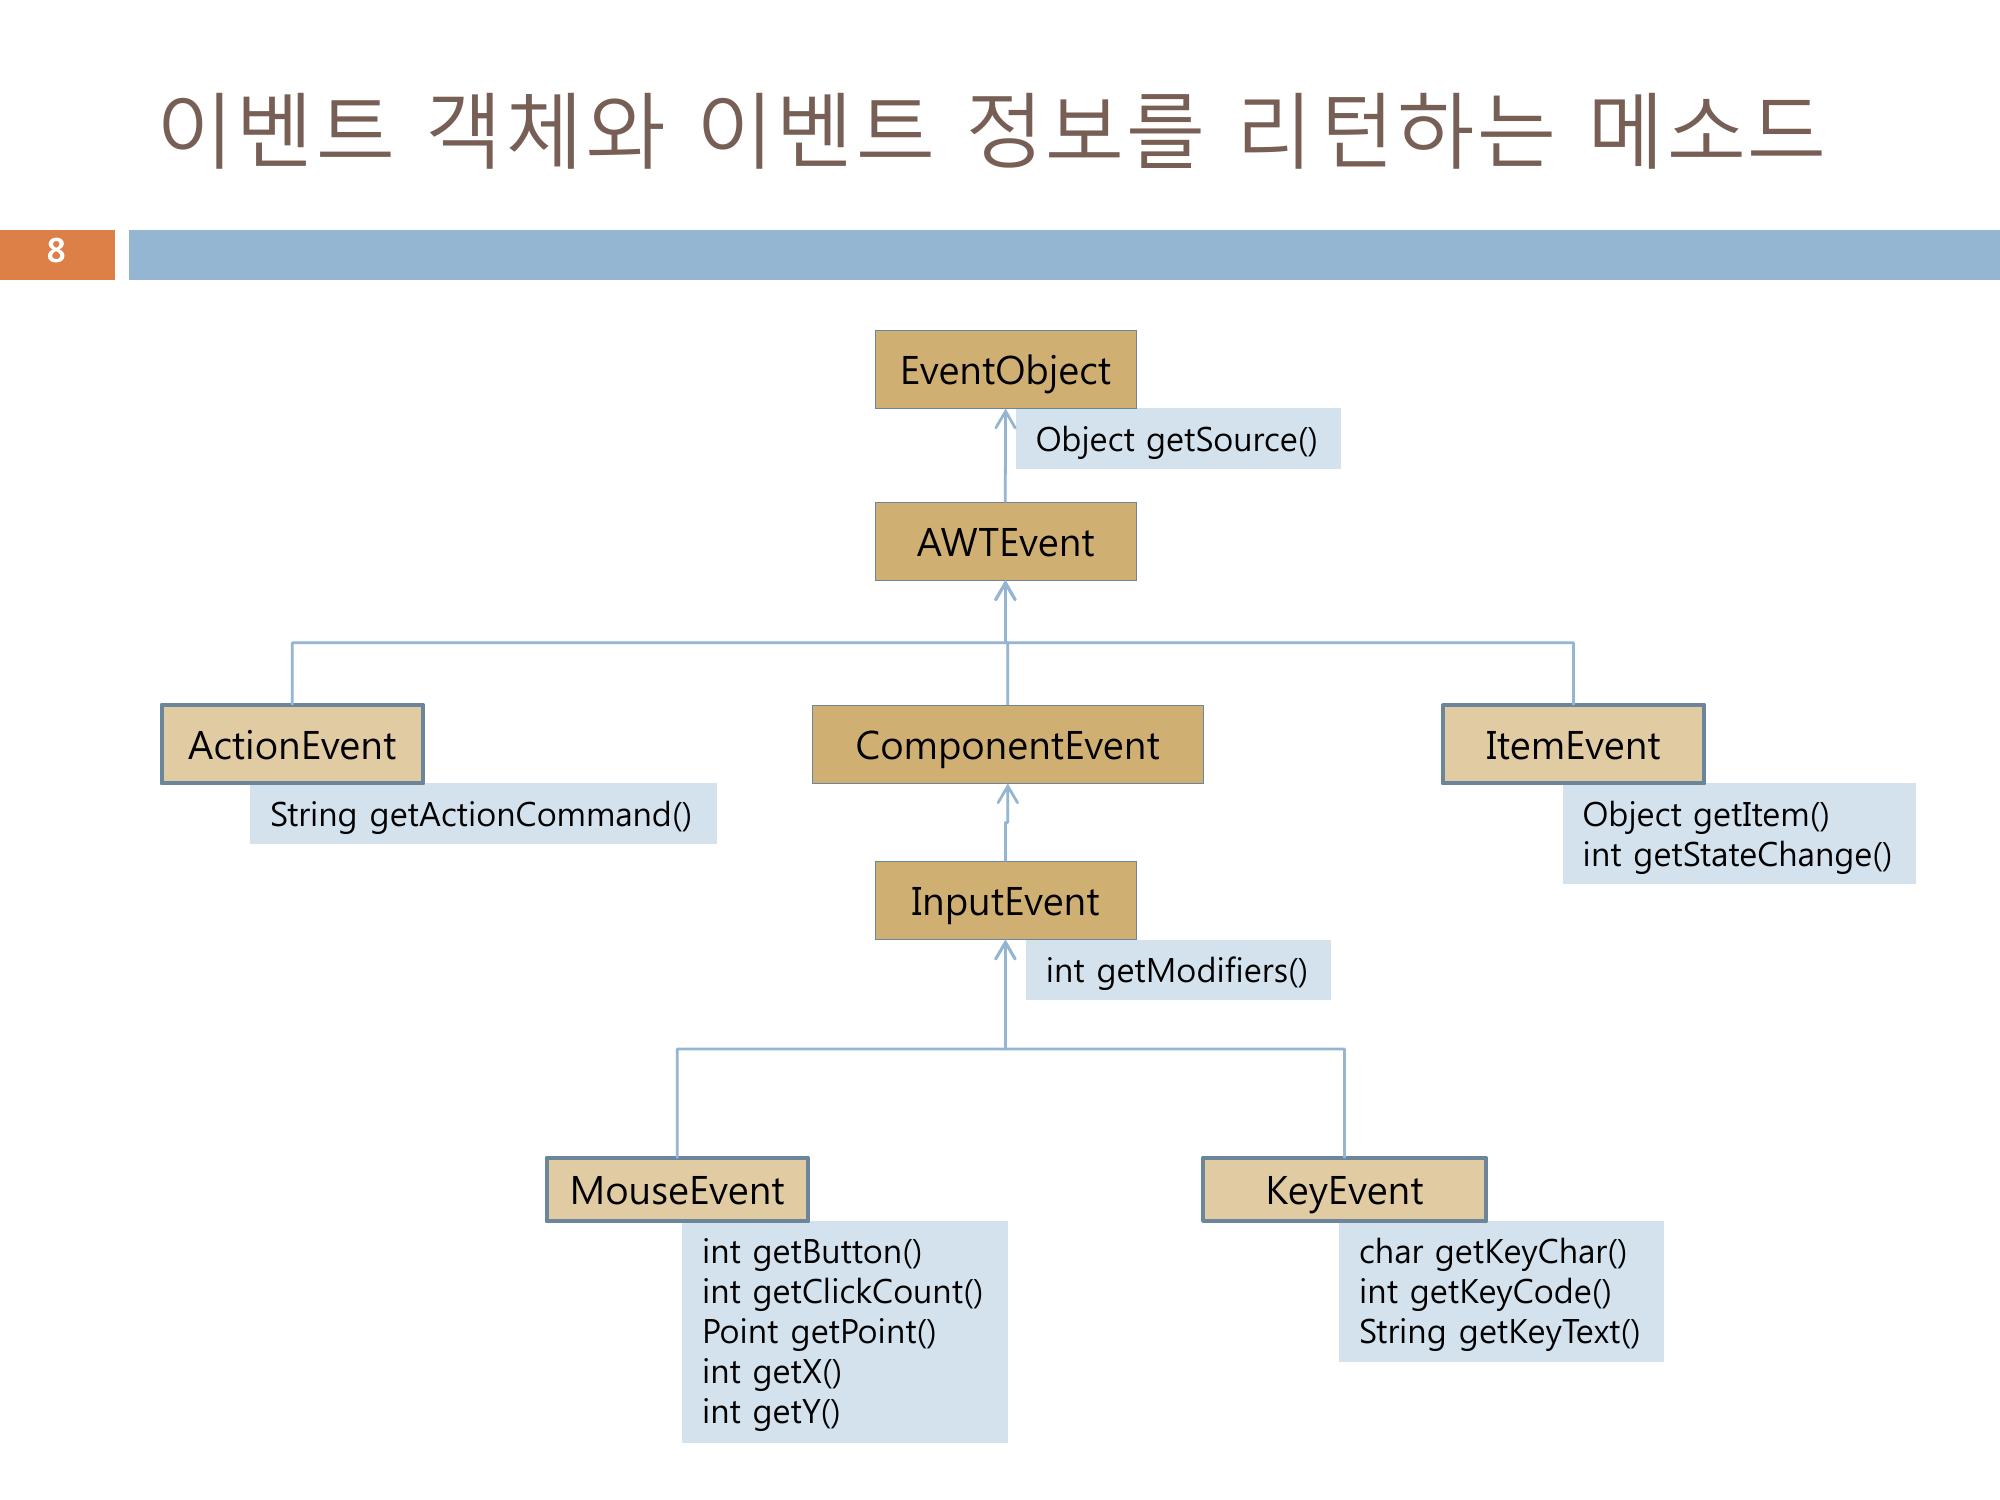 이벤트 객체와 이벤트 정보를 리턴하는 메소드
8
EventObject
Object getSource()
AWTEvent
ActionEvent
String getActionCommand()
ComponentEvent
ItemEvent
Object getItem()
int getStateChange()
InputEvent
int getModifiers()
MouseEvent
int getButton()
int getClickCount()
Point getPoint()
int getX()
int getY()
KeyEvent
char getKeyChar()
int getKeyCode()
String getKeyText()